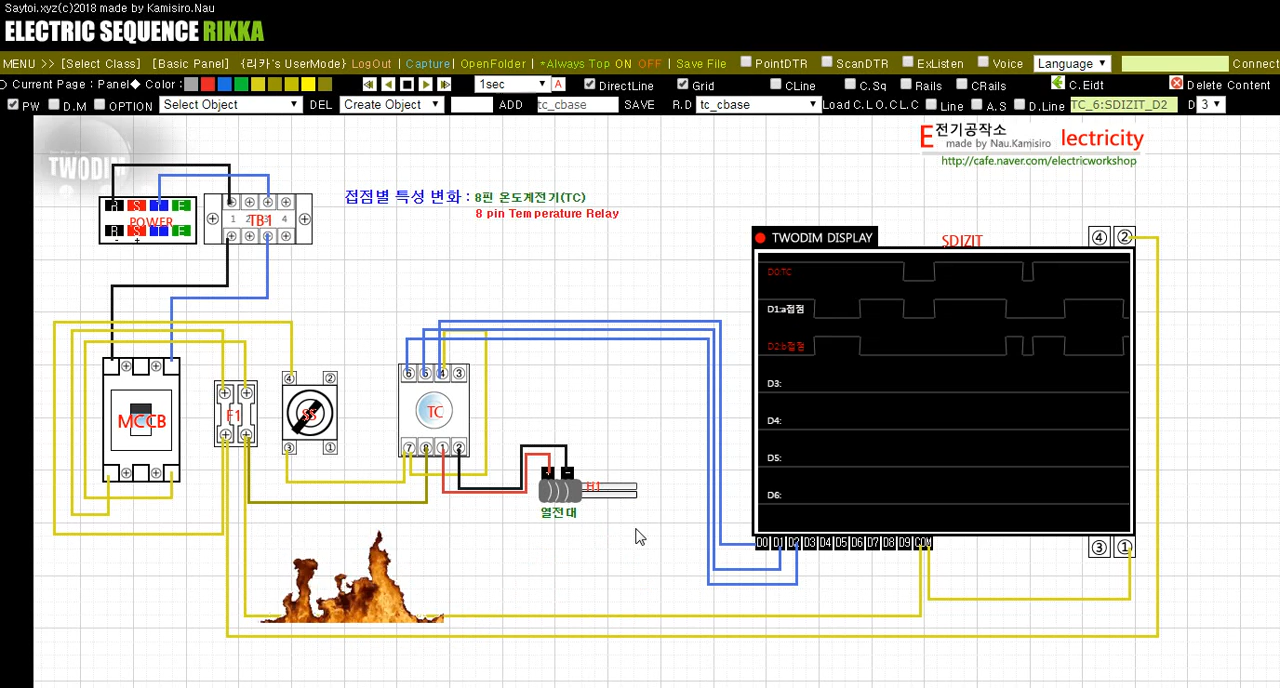 Saytoi.xyz(c)2018 made by Kamisiro.Nau
ELECTRIC SEQUENCE RIKKA
MENU >> [Select Class] [Basic Panel] {리카's UserMode} LogOut | Capture | OpenFolder | *Always Top ON OFF | Save File PointDTR ScanDTR ExListen Voice Language ▼ Connect
Current Page : Panel◆ Color : 1sec ▼ A DirectLine Grid CLine C.Sq Rails CRails C.Eidt Delete Content
PW D.M OPTION Select Object ▼ DEL Create Object ▼ ADD tc_cbase SAVE R.D tc_cbase ▼ Load C.L.O.CL.C Line A.S D.Line TC_6:SDIZIT_D2 D 3 ▼
TWODIM
E 전기공작소
made by Nau.Kamisiro lectricity
http://cafe.naver.com/electricworkshop
접점별 특성 변화 : 8핀 온도계전기(TC)
8 pin Temperature Relay
R S T E
POWER
R S T E
- +
1 2 3 4
TB1
TWODIM DISPLAY
SDIZIT
④ ②
D0:TC
D1:a접점
D2:b접점
D3:
D4:
D5:
D6:
D0 D1 D2 D3 D4 D5 D6 D7 D8 D9 COM
③ ①
MCCB
F1
④ ②
SS
③ ①
⑥ ⑤ ④ ③
TC
⑦ ⑧ ① ②
+ -
H1
열전대